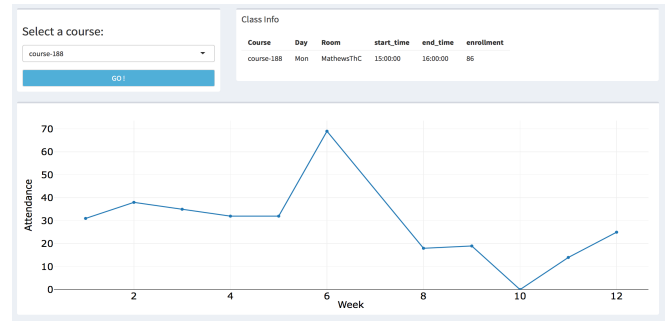 Select a course:
course-188
GO !
Class Info
Course Day Room start_time end_time enrollment
course-188 Mon MathewsThC 15:00:00 16:00:00 86
70
60
50
40
30
20
10
0
Attendance
2 4 6 8 10 12
Week